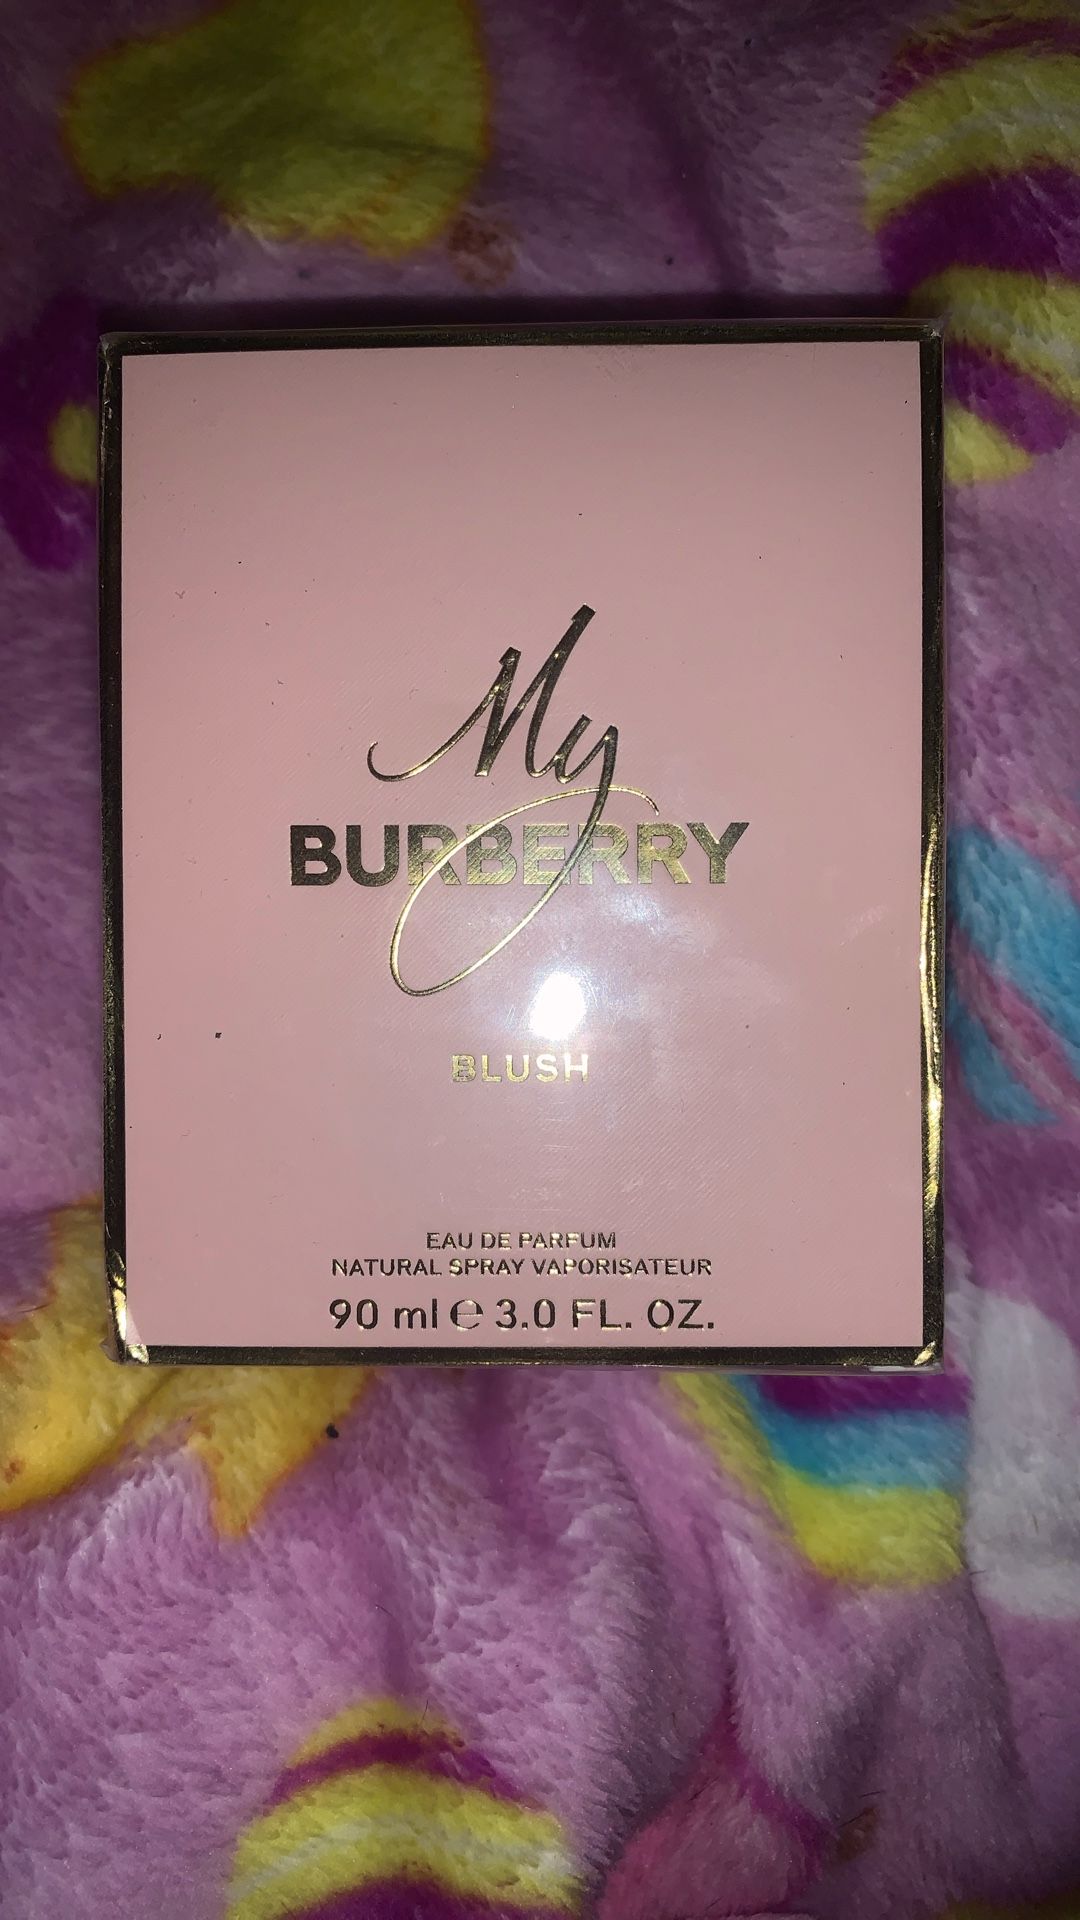 My
BURBERRY
BLUSH
EAU DE PARFUM
NATURAL SPRAY VAPORISATEUR
90 ml ℮ 3.0 FL. OZ.